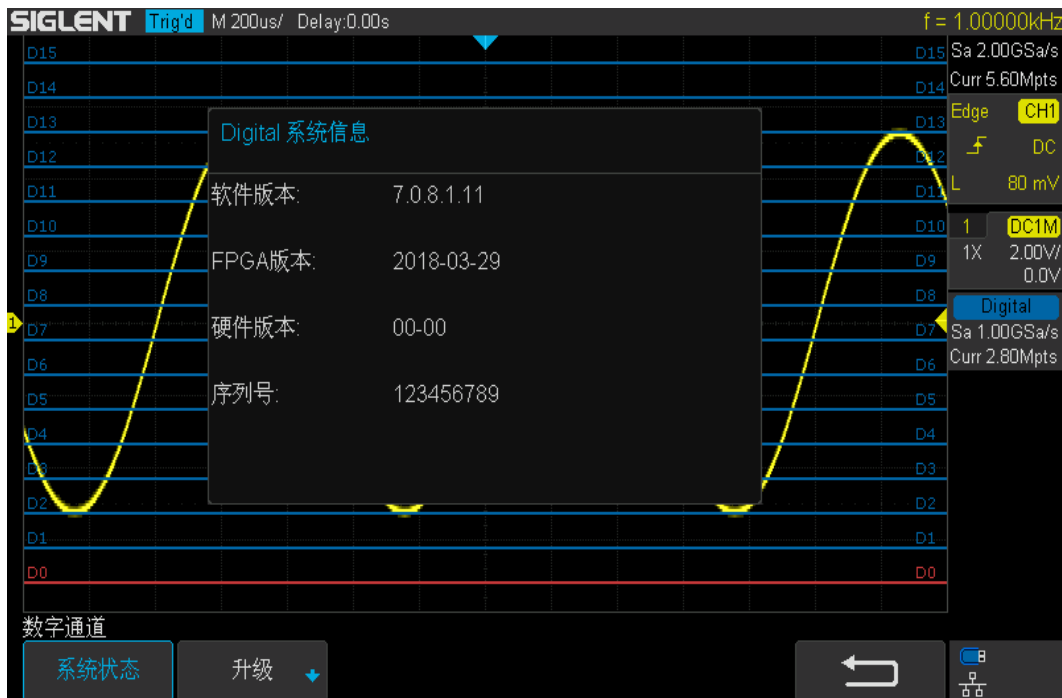 SIGLENT Trig'd M 200us/ Delay:0.00s f = 1.00000kHz
Sa 2.00GSa/s
Curr 5.60Mpts
Edge CH1
DC
L 80 mV
1 DC1M
1X 2.00V/
0.0V
Digital
Sa 1.00GSa/s
Curr 2.80Mpts
D15 D15
D14 D14
D13 D13
D12 D12
D11 D11
D10 D10
D9 D9
D8 D8
D7 D7
D6 D6
D5 D5
D4 D4
D3 D3
D2 D2
D1 D1
D0 D0
1
Digital 系统信息
软件版本: 7.0.8.1.11
FPGA版本: 2018-03-29
硬件版本: 00-00
序列号: 123456789
数字通道
系统状态 升级